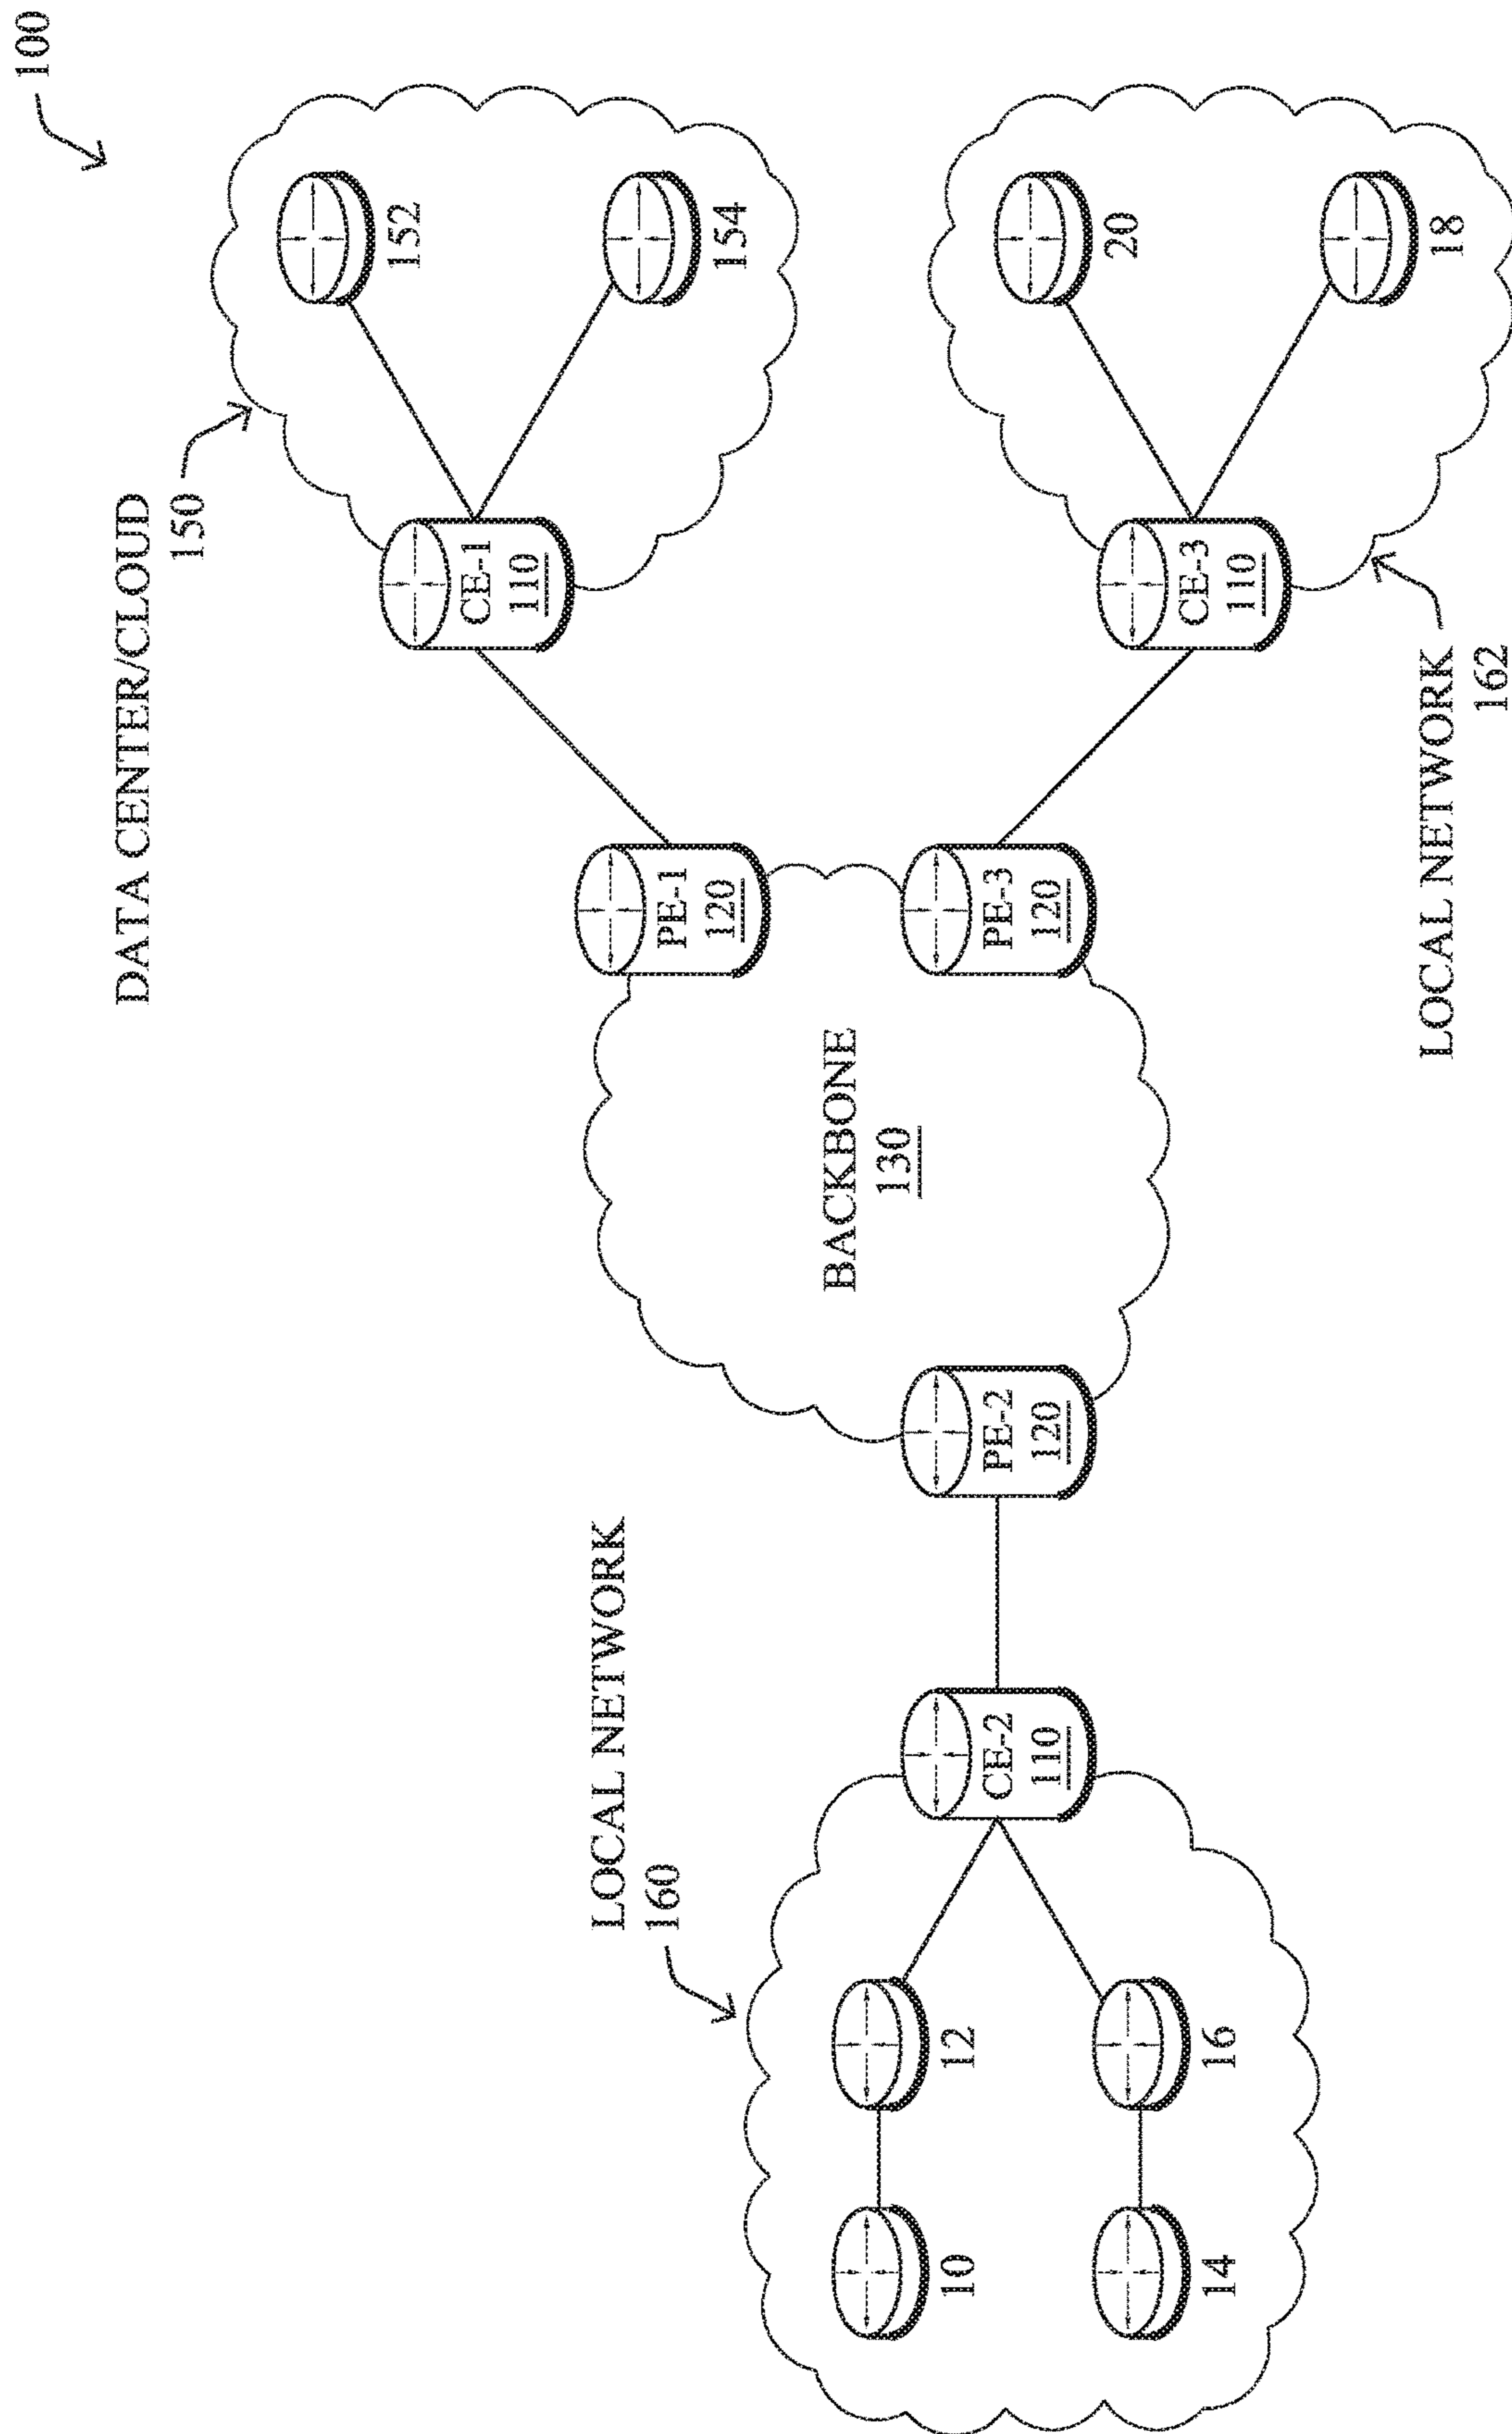 100
DATA CENTER/CLOUD
150
152
CE-1
110
154
LOCAL NETWORK
160
PE-1
120
BACKBONE
130
10
12
CE-2
110
PE-2
120
PE-3
120
14
16
20
CE-3
110
18
LOCAL NETWORK
162